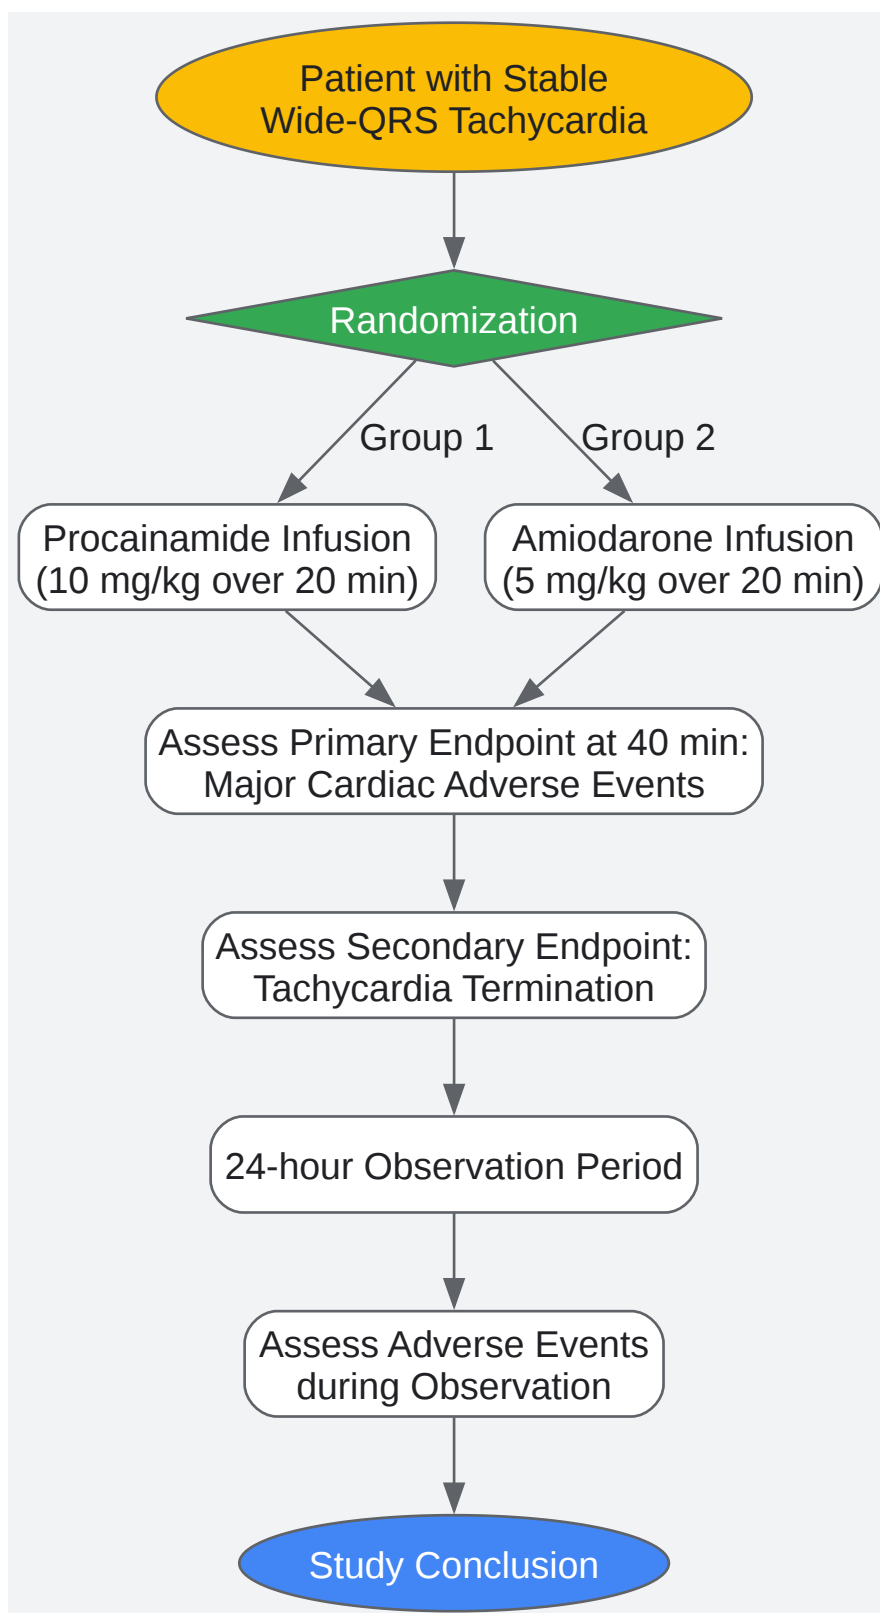 Patient with Stable
Wide-QRS Tachycardia
Randomization
Group 1
Group 2
Procainamide Infusion
(10 mg/kg over 20 min)
Amiodarone Infusion
(5 mg/kg over 20 min)
Assess Primary Endpoint at 40 min:
Major Cardiac Adverse Events
Assess Secondary Endpoint:
Tachycardia Termination
24-hour Observation Period
Assess Adverse Events
during Observation
Study Conclusion